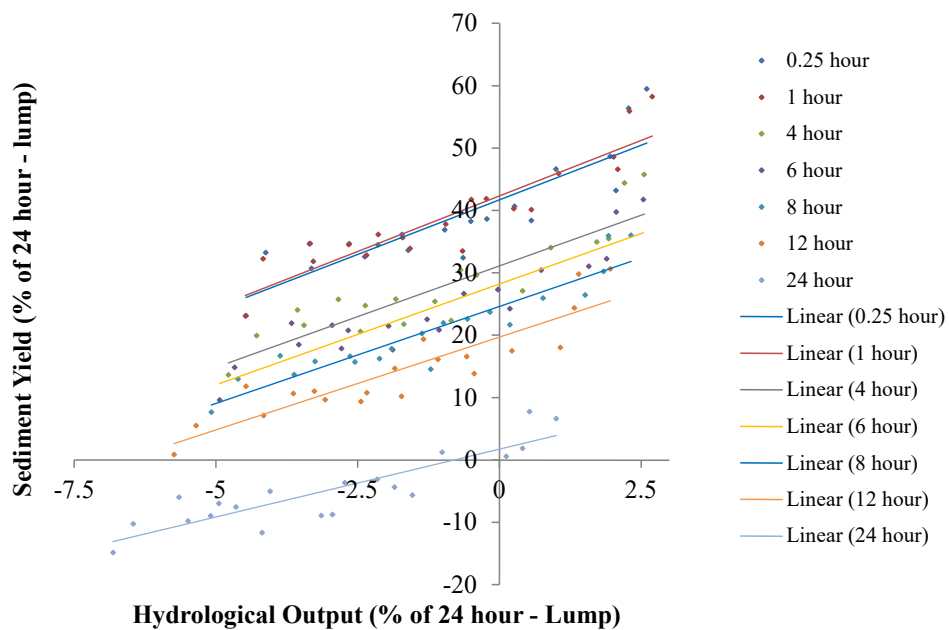 70
60
50
40
30
20
10
0
-10
-20
-7.5
-5
-2.5
0
2.5
Sediment Yield (% of 24 hour - lump)
Hydrological Output (% of 24 hour - Lump)
0.25 hour
1 hour
4 hour
6 hour
8 hour
12 hour
24 hour
Linear (0.25 hour)
Linear (1 hour)
Linear (4 hour)
Linear (6 hour)
Linear (8 hour)
Linear (12 hour)
Linear (24 hour)